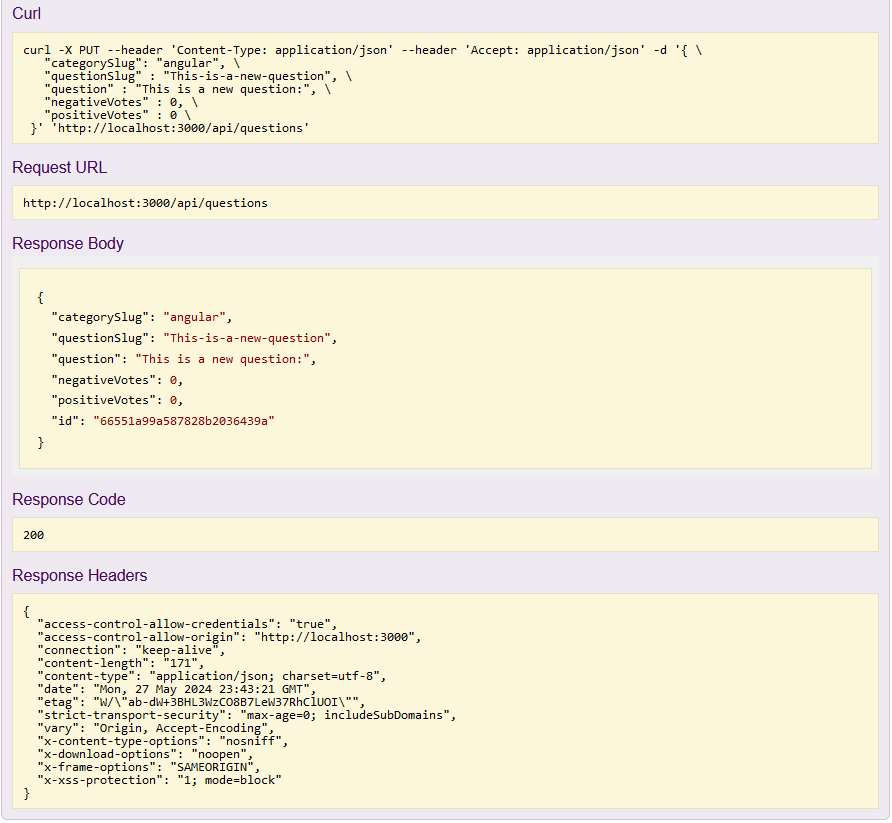 Curl
curl -X PUT --header 'Content-Type: application/json' --header 'Accept: application/json' -d '{ \
"categorySlug": "angular", \
"questionSlug" : "This-is-a-new-question", \
"question" : "This is a new question:", \
"negativeVotes" : 0, \
"positiveVotes" : 0 \
}' 'http://localhost:3000/api/questions'
Request URL
http://localhost:3000/api/questions
Response Body
{
"categorySlug": "angular",
"questionSlug": "This-is-a-new-question",
"question": "This is a new question:",
"negativeVotes": 0,
"positiveVotes": 0,
"id": "66551a99a587828b2036439a"
}
Response Code
200
Response Headers
{
"access-control-allow-credentials": "true",
"access-control-allow-origin": "http://localhost:3000",
"connection": "keep-alive",
"content-length": "171",
"content-type": "application/json; charset=utf-8",
"date": "Mon, 27 May 2024 23:43:21 GMT",
"etag": "W/\"ab-dW+3BHL3WzCO8B7LeW37RhClUOI\"",
"strict-transport-security": "max-age=0; includeSubDomains",
"vary": "Origin, Accept-Encoding",
"x-content-type-options": "nosniff",
"x-download-options": "noopen",
"x-frame-options": "SAMEORIGIN",
"x-xss-protection": "1; mode=block"
}